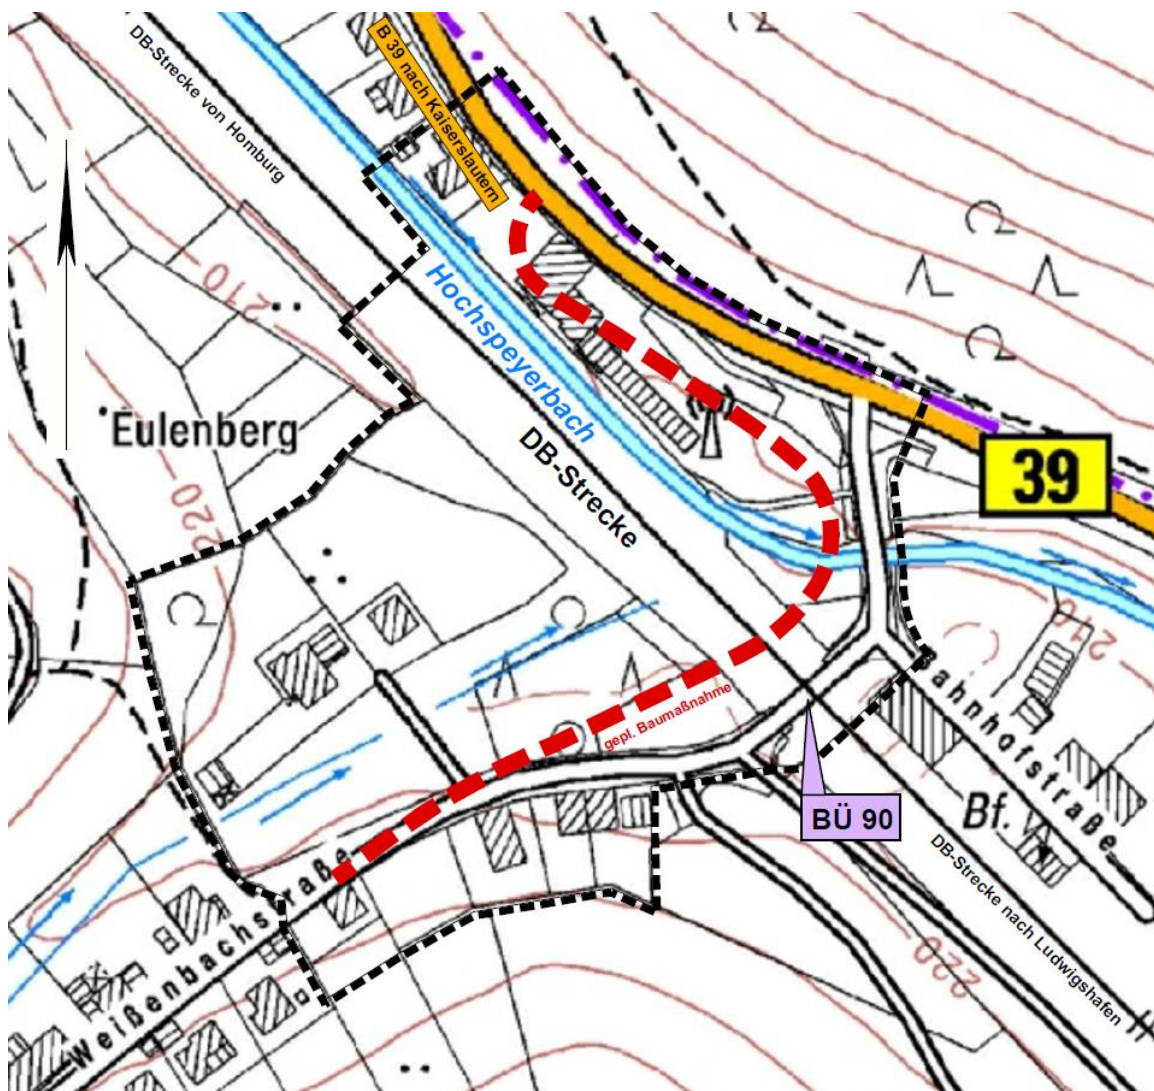 B 39 nach Kaiserslautern
DB-Strecke von Homburg
210
Hochspeyerbach
Eulenberg
DB-Strecke
39
220
210
Bahnhofstraße
gepl. Baumaßnahme
BÜ 90
Bf.
DB-Strecke nach Ludwigshafen
Weißenbachstraße
220